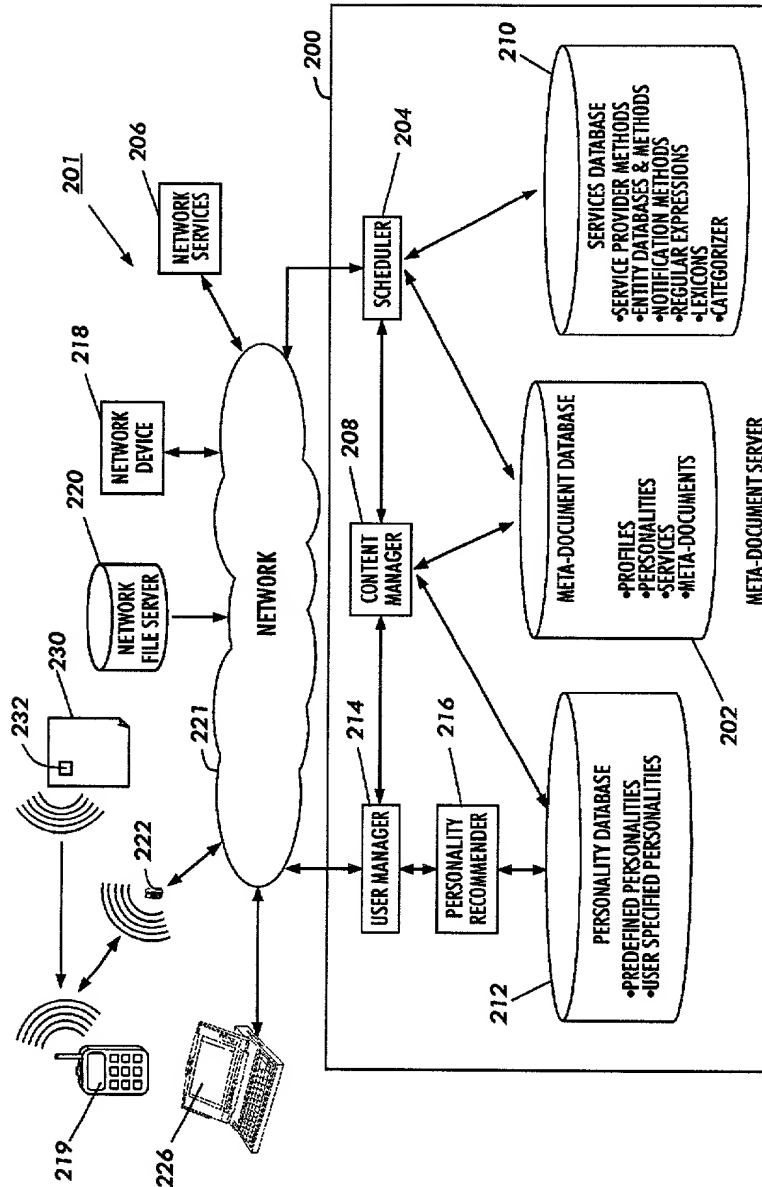 201
206
NETWORK
SERVICES
218
NETWORK
DEVICE
220
NETWORK
FILE SERVER
230
232
221
NETWORK
222
219
226
200
214
USER MANAGER
216
PERSONALITY
RECOMMENDER
208
CONTENT
MANAGER
204
SCHEDULER
212
PERSONALITY DATABASE
•PREDEFINED PERSONALITIES
•USER SPECIFIED PERSONALITIES
META-DOCUMENT DATABASE
•PROFILES
•PERSONALITIES
•SERVICES
•META-DOCUMENTS
202
210
SERVICES DATABASE
•SERVICE PROVIDER METHODS
•ENTITY DATABASES & METHODS
•NOTIFICATION METHODS
•REGULAR EXPRESSIONS
•LEXICONS
•CATEGORIZER
META-DOCUMENT SERVER